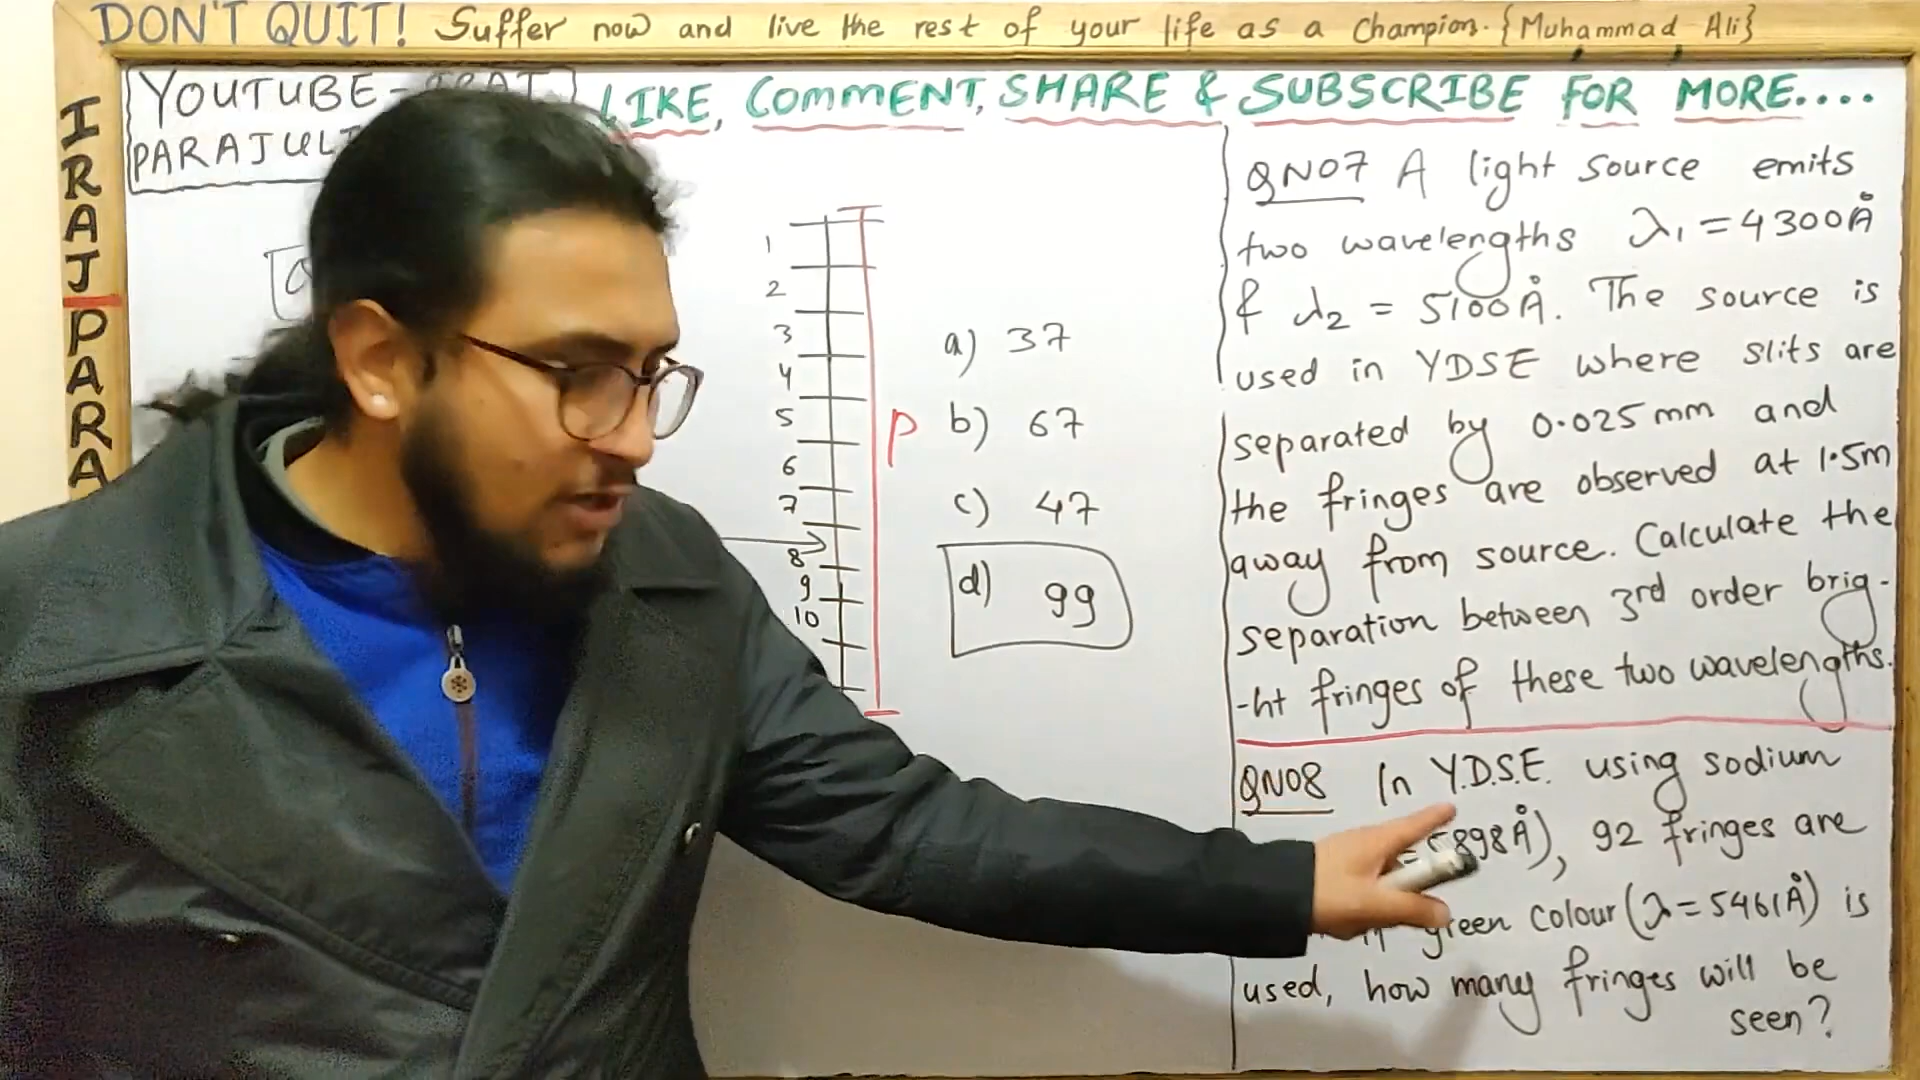 DON'T QUIT! Suffer now and live the rest of your life as a Champion. {Muhammad Ali}
IRAJ PARA
YOUTUBE-
PARAJULI
LIKE, COMMENT, SHARE & SUBSCRIBE FOR MORE....
1
2
3
4
5
6
7
8
9
10
P
a) 37
b) 67
c) 47
d) 99
QN07 A light source emits
two wavelengths λ₁ = 4300Å
& λ₂ = 5100Å. The source is
used in YDSE where slits are
separated by 0.025 mm and
the fringes are observed at 1.5m
away from source. Calculate the
separation between 3rd order brig-
-ht fringes of these two wavelengths.
QN08 In Y.D.S.E. using sodium
=5898Å), 92 fringes are
green colour (λ=5461Å) is
used, how many fringes will be
seen?